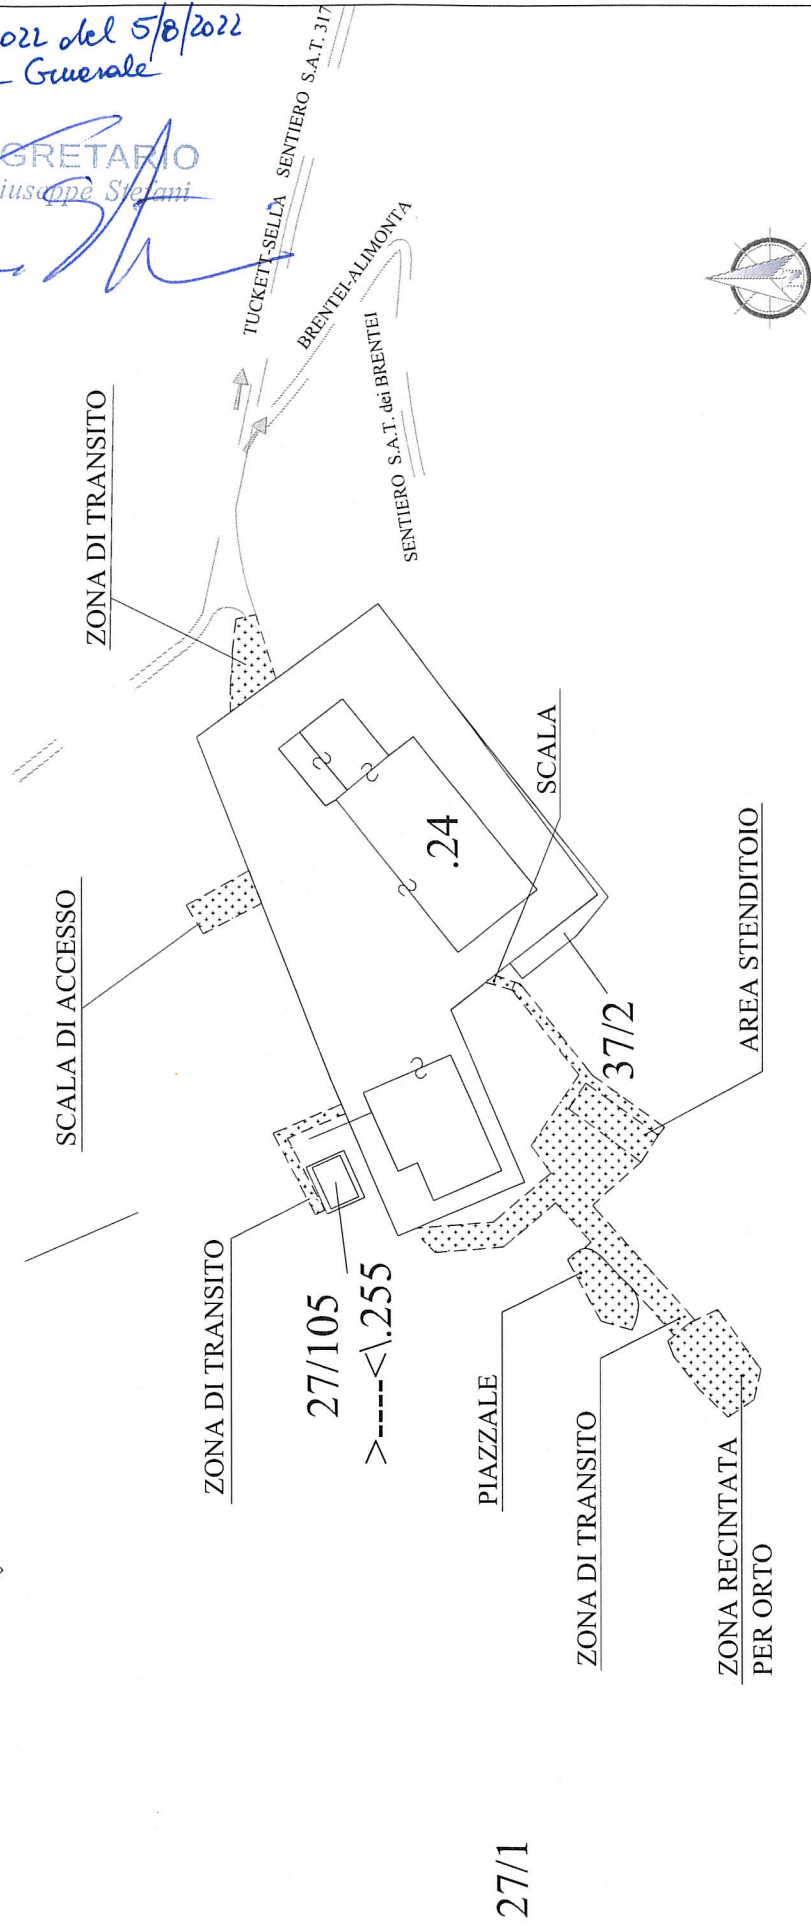 022 del 5/8/2022
Generale
GRETARIO
iuseppe Stefani
TUCKETT-SELLA SENTIERO S.A.T. 317
BRENTEI-ALIMONTA
SENTIERO S.A.T. dei BRENTEI
ZONA DI TRANSITO
SCALA DI ACCESSO
.24
SCALA
37/2
AREA STENDITOIO
ZONA DI TRANSITO
27/105
>----<\.255
PIAZZALE
ZONA DI TRANSITO
ZONA RECINTATA
PER ORTO
27/1